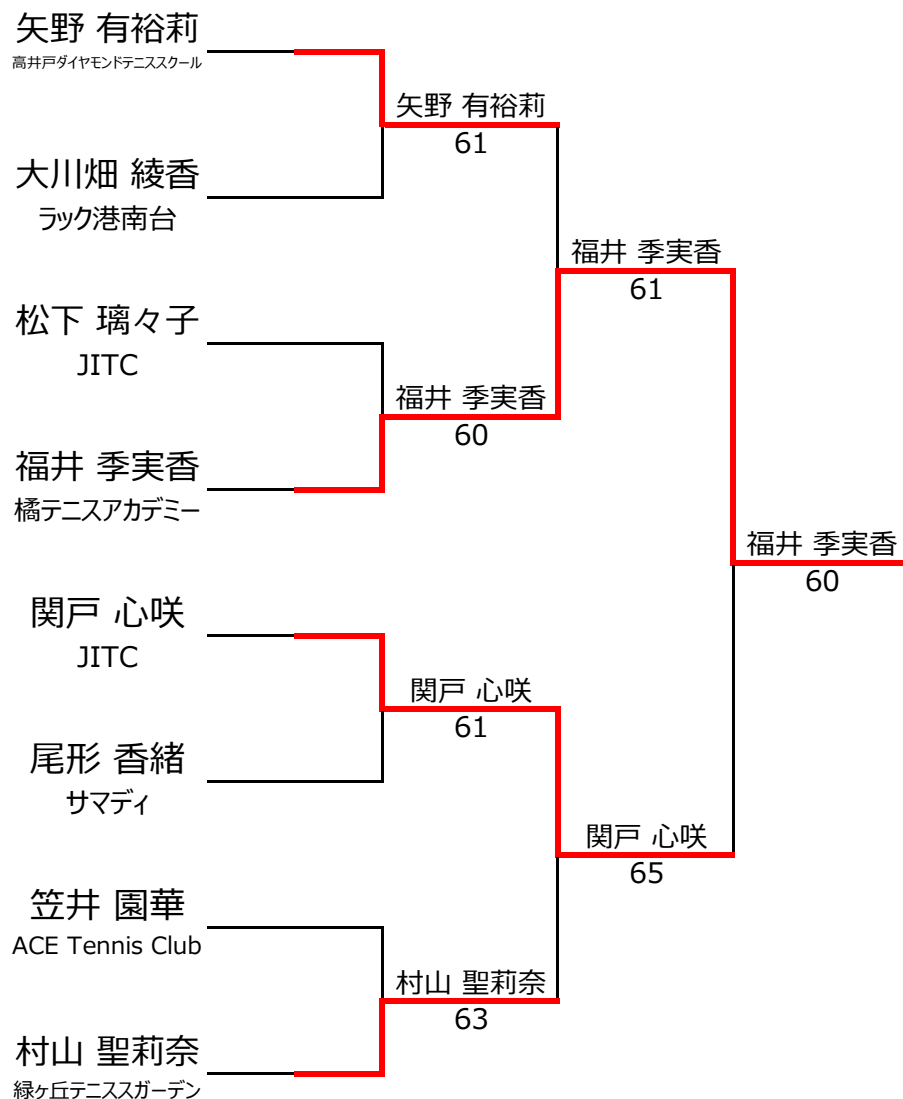 矢野 有裕莉
高井戸ダイヤモンドテニススクール
矢野 有裕莉
61
大川畑 綾香
ラック港南台
福井 季実香
61
松下 璃々子
JITC
福井 季実香
60
福井 季実香
橘テニスアカデミー
福井 季実香
60
関戸 心咲
JITC
関戸 心咲
61
尾形 香緒
サマディ
関戸 心咲
65
笠井 園華
ACE Tennis Club
村山 聖莉奈
63
村山 聖莉奈
緑ヶ丘テニススガーデン